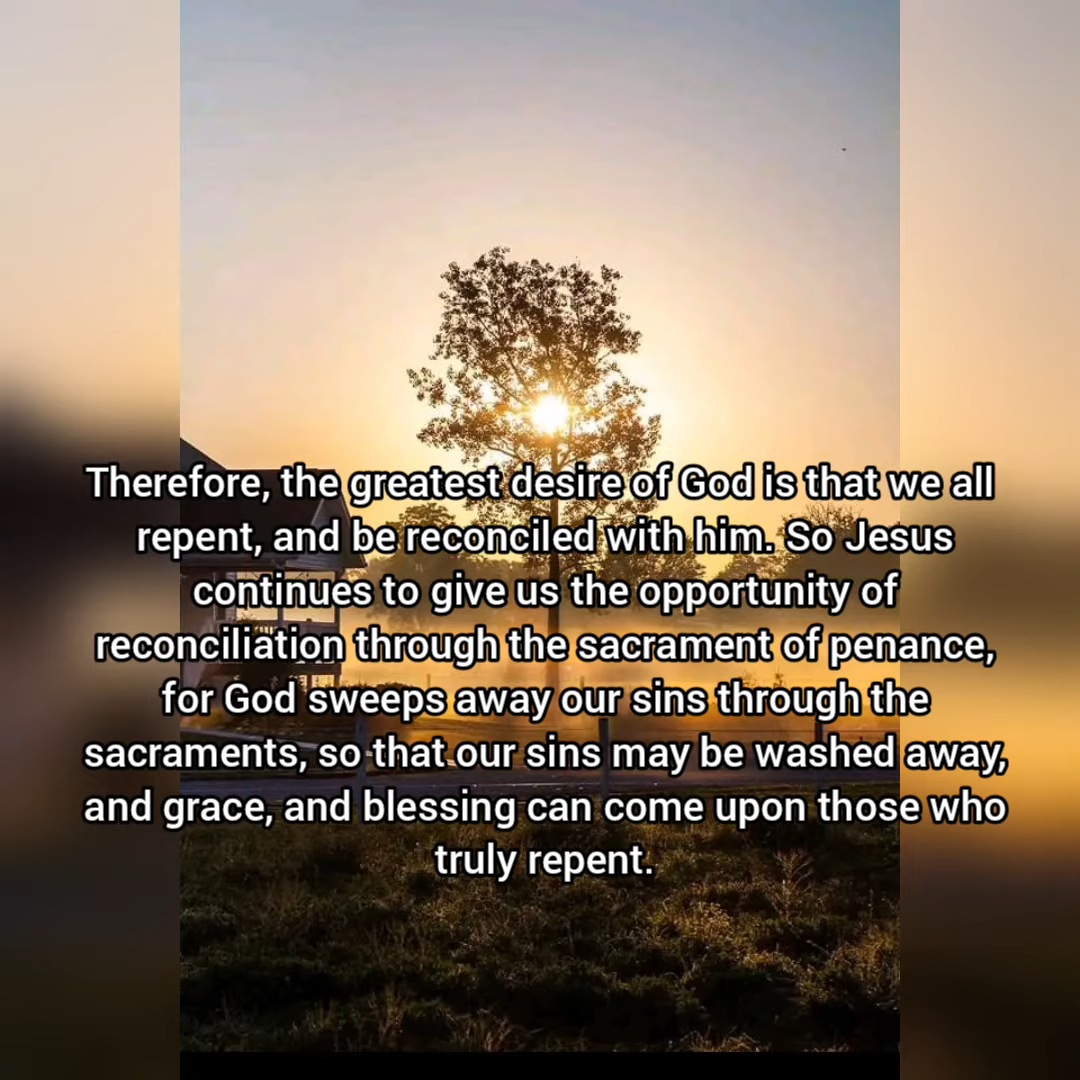 Therefore, the greatest desire of God is that we all
repent, and be reconciled with him. So Jesus
continues to give us the opportunity of
reconciliation through the sacrament of penance,
for God sweeps away our sins through the
sacraments, so that our sins may be washed away,
and grace, and blessing can come upon those who
truly repent.